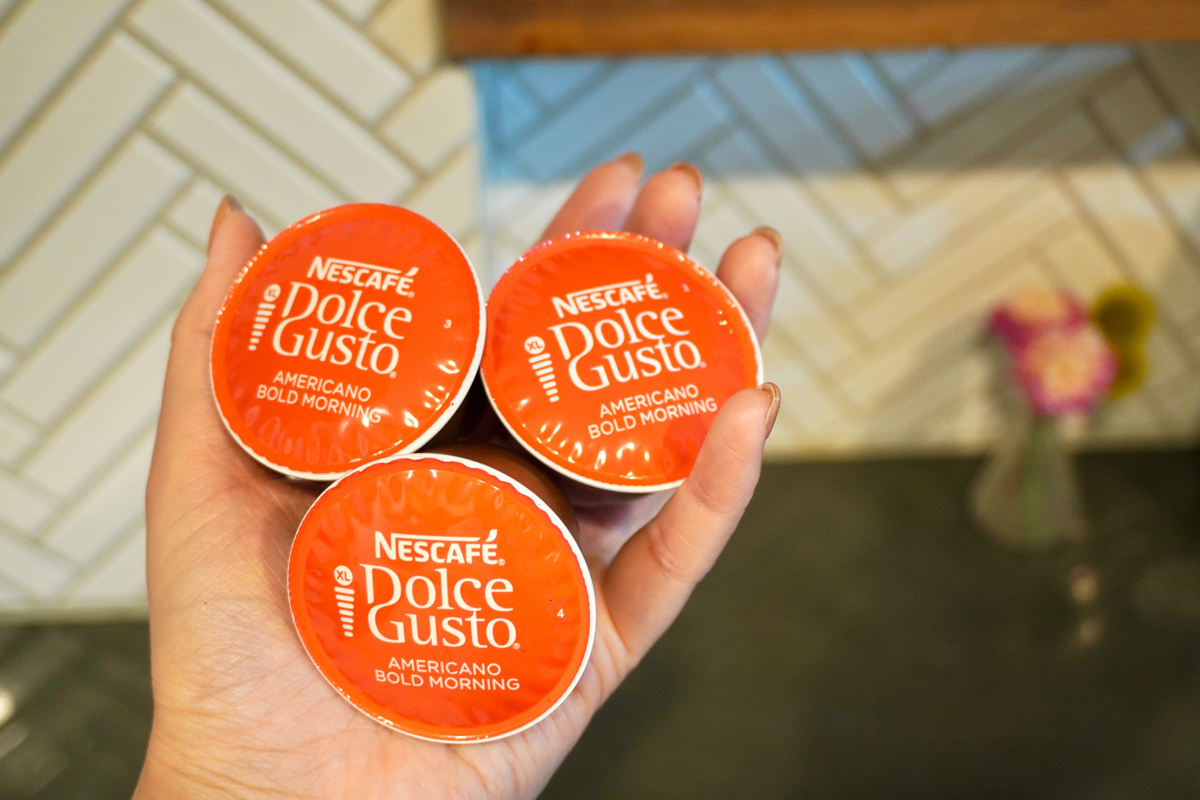 NESCAFÉ®
XL
Dolce
Gusto®
3
AMERICANO
BOLD MORNING
NESCAFÉ®
XL
Dolce
Gusto®
AMERICANO
BOLD MORNING
NESCAFÉ®
XL
Dolce
Gusto®
4
AMERICANO
BOLD MORNING